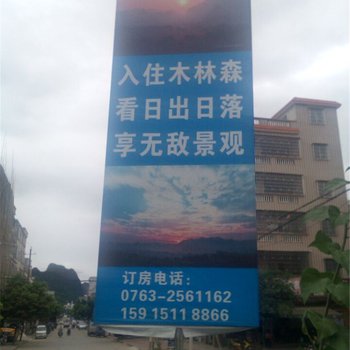 入住木林森
看日出日落
享无敌景观
订房电话：
0763-2561162
159 1511 8866